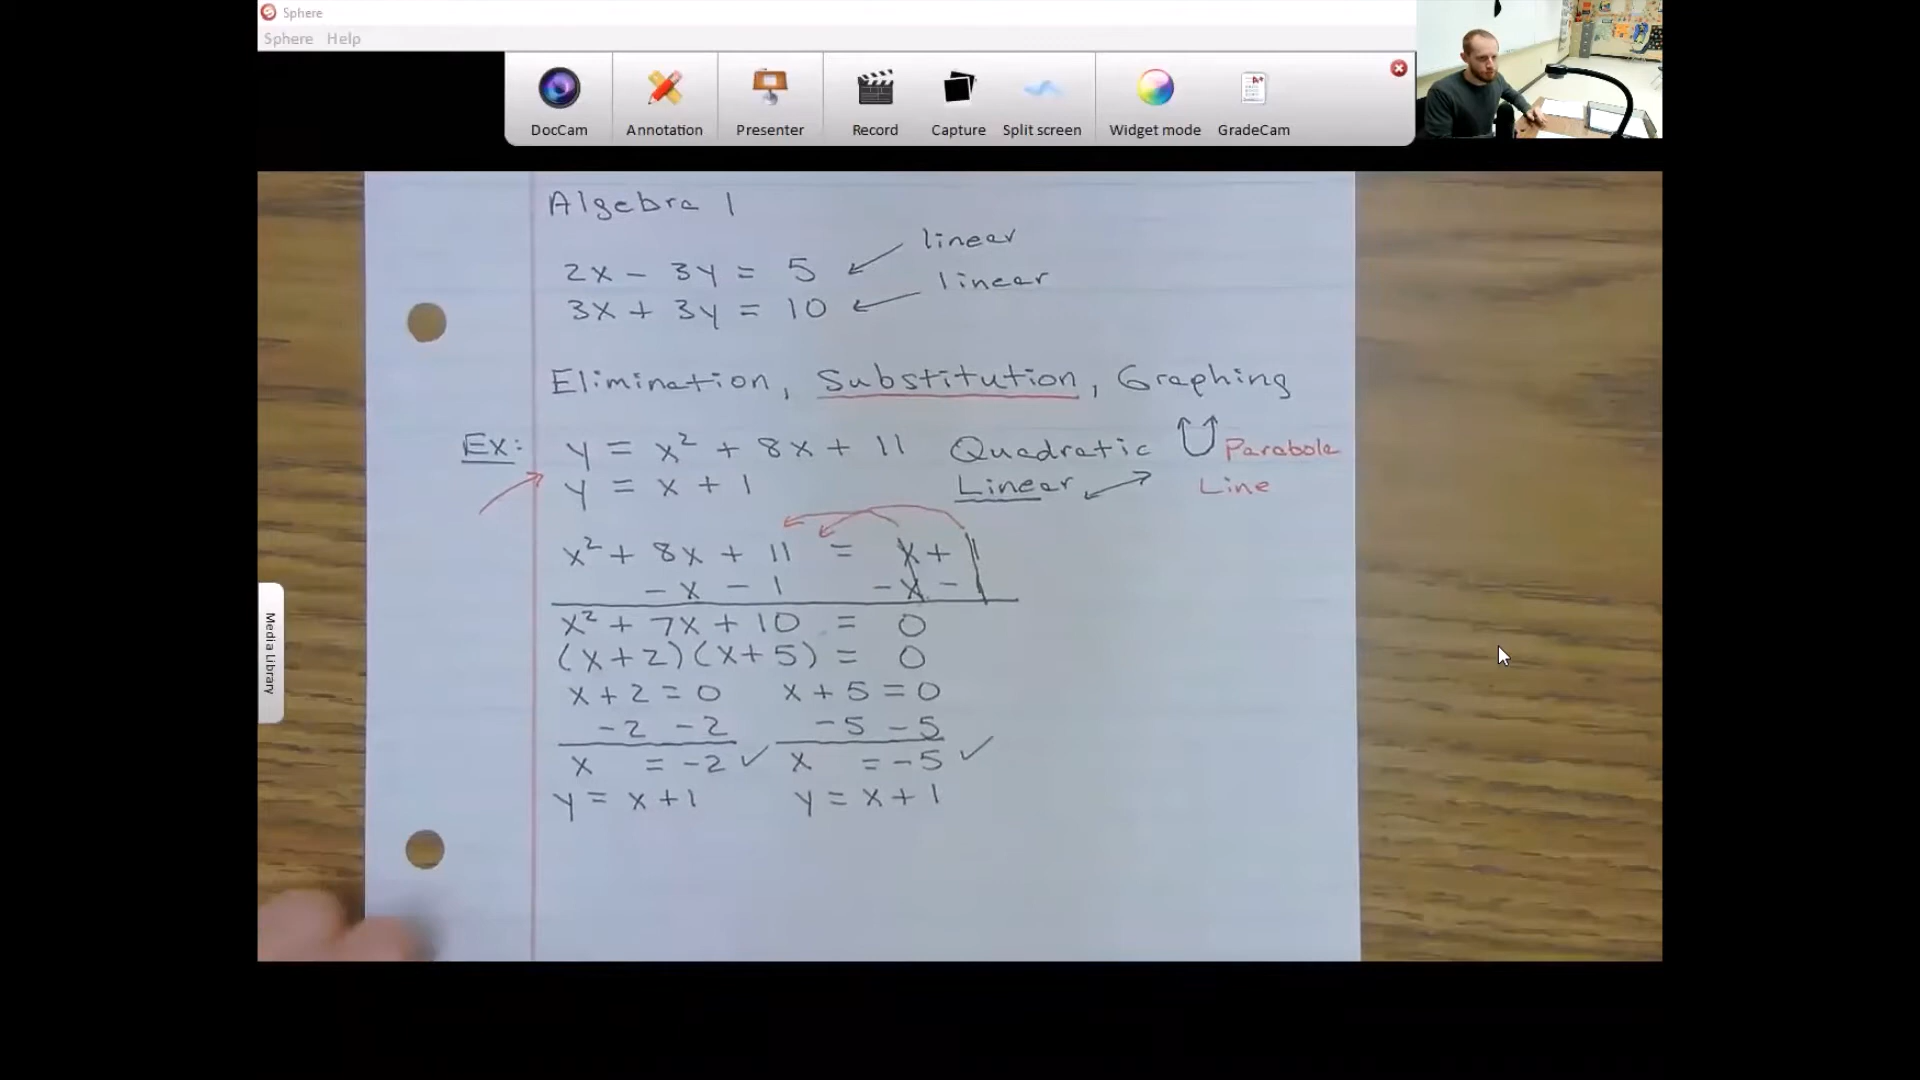 Sphere
Sphere Help
DocCam Annotation Presenter Record Capture Split screen Widget mode GradeCam
Algebra 1
2x - 3y = 5 linear
3x + 3y = 10 linear
Elimination, Substitution, Graphing
Ex: y = x² + 8x + 11 Quadratic Parabola
y = x + 1 Linear Line
x² + 8x + 11 = x + 1
- x - 1 - x - 1
x² + 7x + 10 = 0
(x+2)(x+5) = 0
x + 2 = 0 x + 5 = 0
-2 -2 -5 -5
x = -2 ✓ x = -5 ✓
y = x + 1 y = x + 1
Media Library